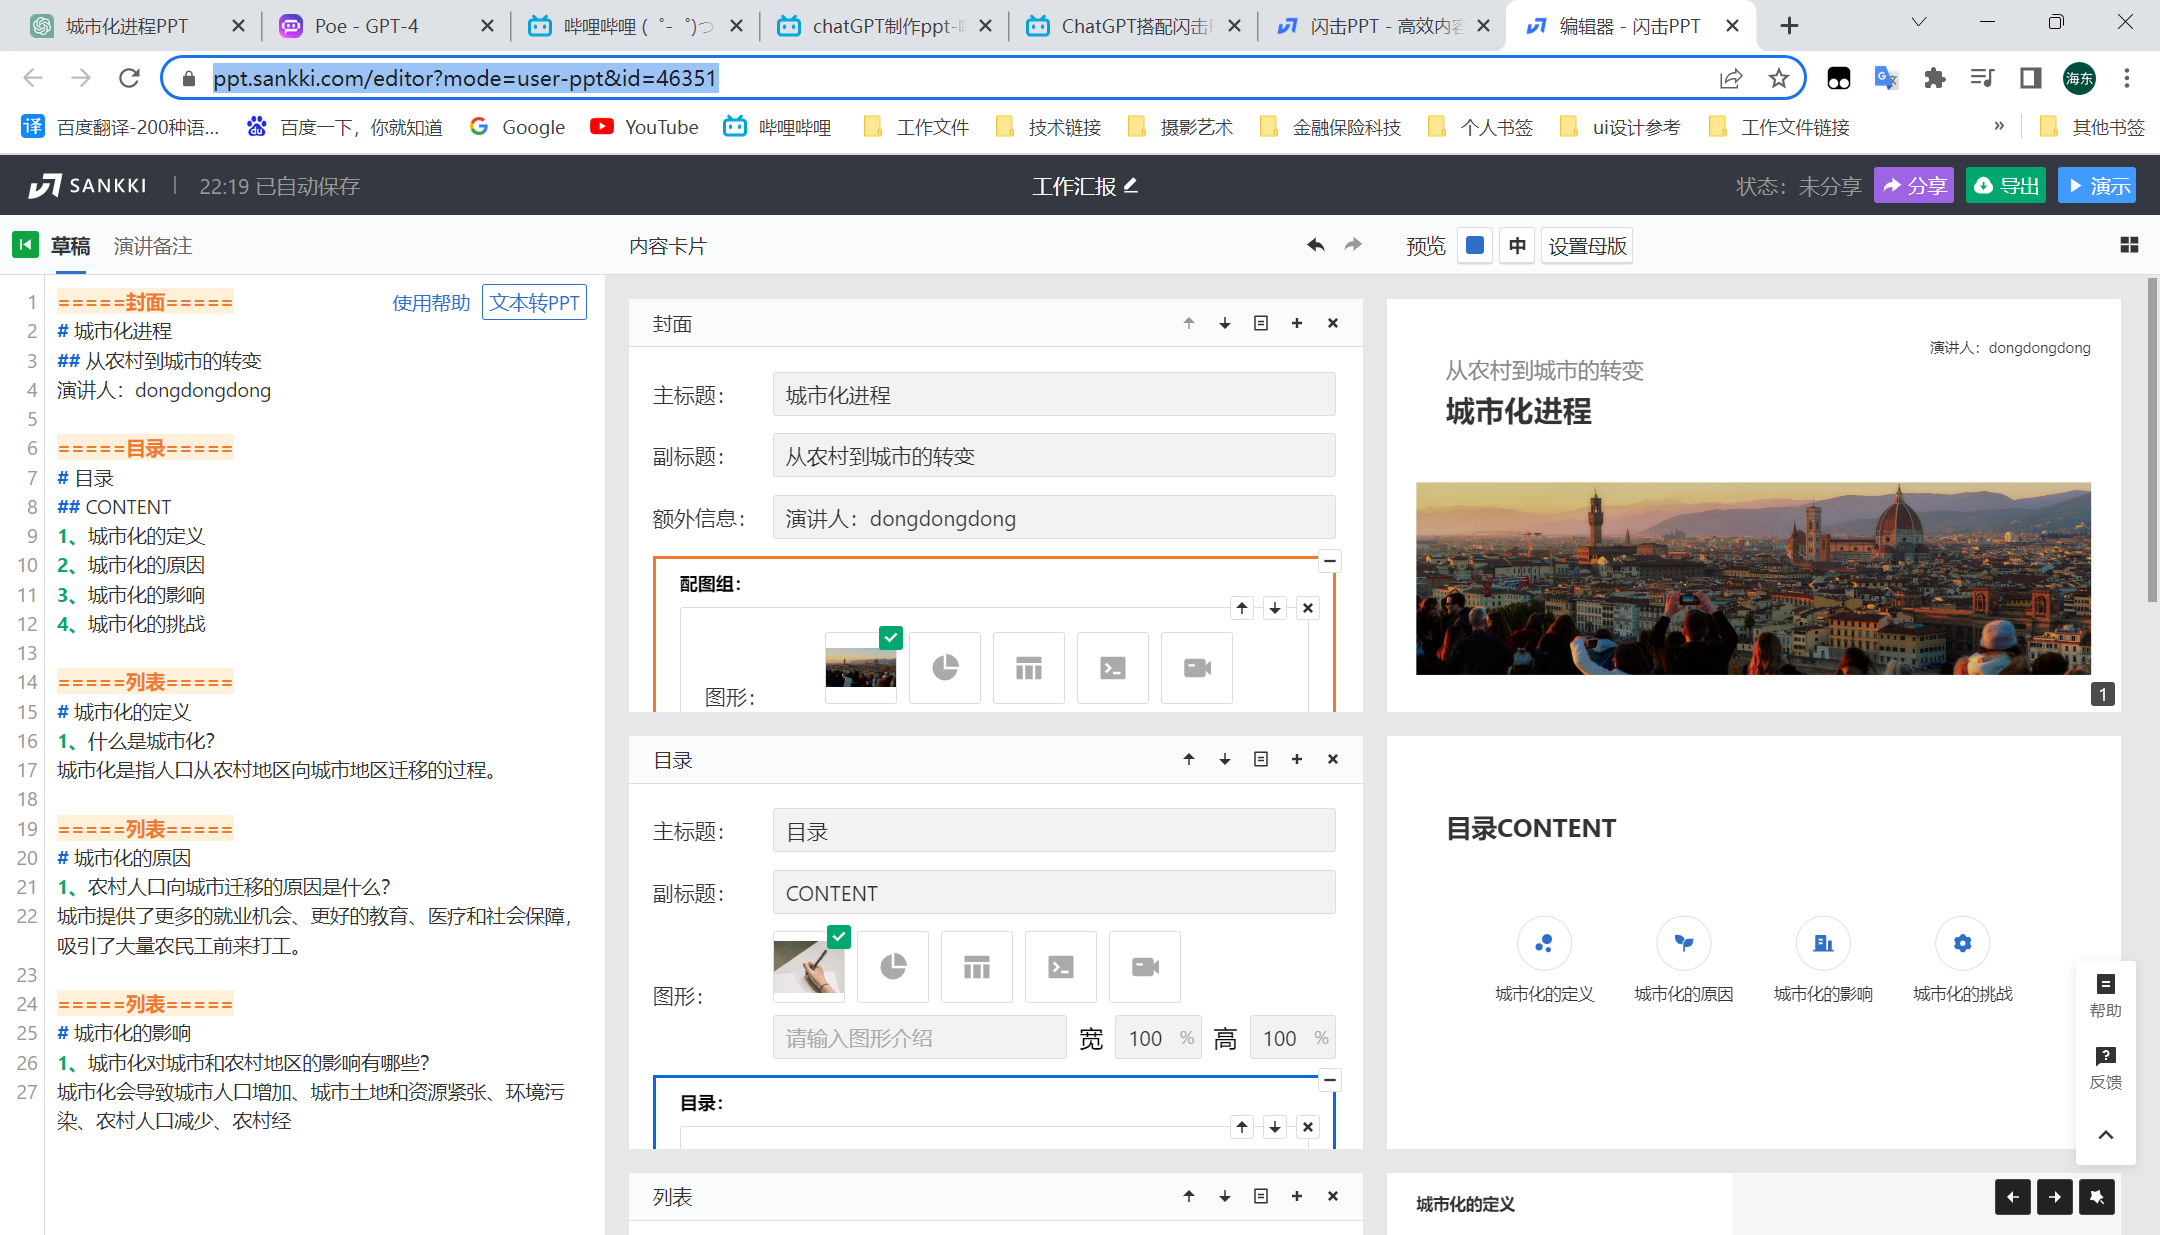 城市化进程PPT
Poe - GPT-4
哔哩哔哩 (゜-゜)つ
chatGPT制作ppt-
ChatGPT搭配闪击
闪击PPT - 高效内容
编辑器 - 闪击PPT
ppt.sankki.com/editor?mode=user-ppt&id=46351
海东
译 百度翻译-200种语...
百度一下，你就知道
Google
YouTube
哔哩哔哩
工作文件
技术链接
摄影艺术
金融保险科技
个人书签
ui设计参考
工作文件链接
»
其他书签
SANKKI
22:19 已自动保存
工作汇报
状态：未分享
分享
导出
演示
草稿
演讲备注
内容卡片
预览
中
设置母版
使用帮助
文本转PPT
1 =====封面=====
2 # 城市化进程
3 ## 从农村到城市的转变
4 演讲人：dongdongdong
5
6 =====目录=====
7 # 目录
8 ## CONTENT
9 1、城市化的定义
10 2、城市化的原因
11 3、城市化的影响
12 4、城市化的挑战
13
14 =====列表=====
15 # 城市化的定义
16 1、什么是城市化？
17 城市化是指人口从农村地区向城市地区迁移的过程。
18
19 =====列表=====
20 # 城市化的原因
21 1、农村人口向城市迁移的原因是什么？
22 城市提供了更多的就业机会、更好的教育、医疗和社会保障，
吸引了大量农民工前来打工。
23
24 =====列表=====
25 # 城市化的影响
26 1、城市化对城市和农村地区的影响有哪些？
27 城市化会导致城市人口增加、城市土地和资源紧张、环境污
染、农村人口减少、农村经
封面
主标题：
城市化进程
副标题：
从农村到城市的转变
额外信息：
演讲人：dongdongdong
配图组：
图形：
目录
主标题：
目录
副标题：
CONTENT
图形：
请输入图形介绍
宽
100 %
高
100 %
目录：
列表
演讲人：dongdongdong
从农村到城市的转变
城市化进程
1
目录CONTENT
城市化的定义
城市化的原因
城市化的影响
城市化的挑战
城市化的定义
帮助
反馈